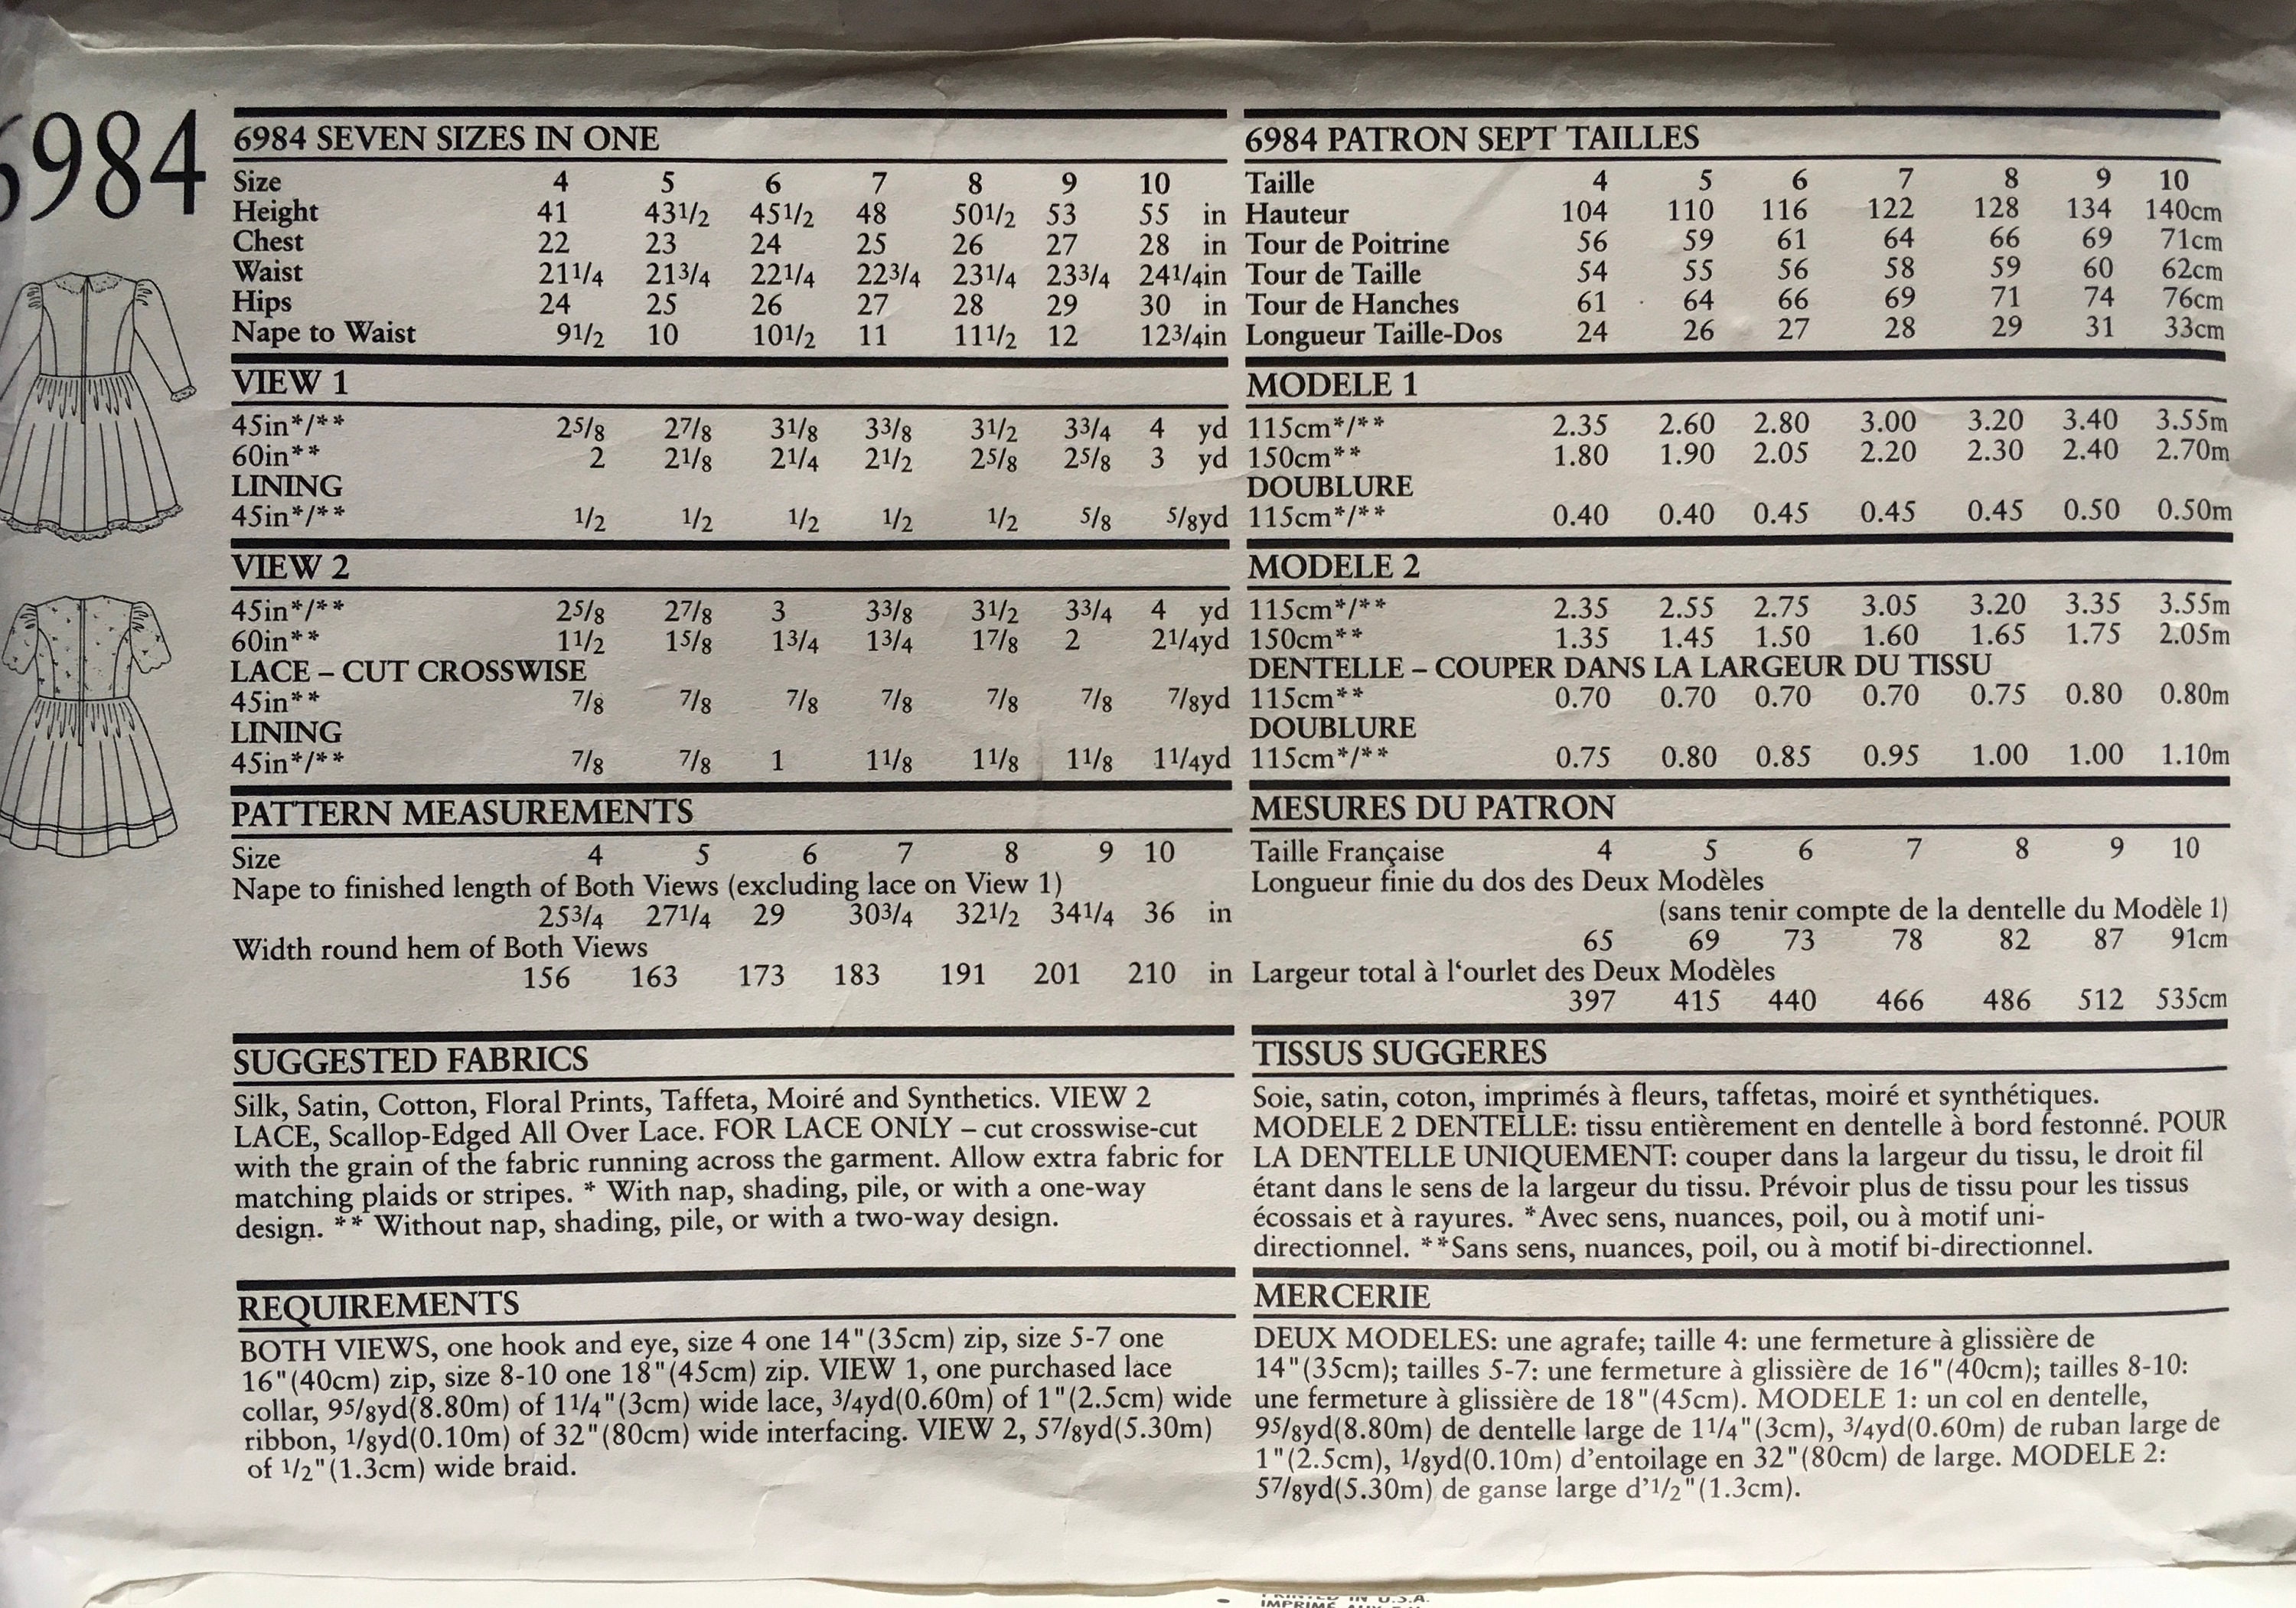 6984
6984 SEVEN SIZES IN ONE
Size 4 5 6 7 8 9 10
Height 41 431/2 451/2 48 501/2 53 55 in
Chest 22 23 24 25 26 27 28 in
Waist 211/4 213/4 221/4 223/4 231/4 233/4 241/4in
Hips 24 25 26 27 28 29 30 in
Nape to Waist 91/2 10 101/2 11 111/2 12 123/4in
VIEW 1
45in*/** 25/8 27/8 31/8 33/8 31/2 33/4 4 yd
60in** 2 21/8 21/4 21/2 25/8 25/8 3 yd
LINING
45in*/** 1/2 1/2 1/2 1/2 1/2 5/8 5/8yd
VIEW 2
45in*/** 25/8 27/8 3 33/8 31/2 33/4 4 yd
60in** 11/2 15/8 13/4 13/4 17/8 2 21/4yd
LACE – CUT CROSSWISE
45in** 7/8 7/8 7/8 7/8 7/8 7/8 7/8yd
LINING
45in*/** 7/8 7/8 1 11/8 11/8 11/8 11/4yd
PATTERN MEASUREMENTS
Size 4 5 6 7 8 9 10
Nape to finished length of Both Views (excluding lace on View 1)
253/4 271/4 29 303/4 321/2 341/4 36 in
Width round hem of Both Views
156 163 173 183 191 201 210 in
SUGGESTED FABRICS
Silk, Satin, Cotton, Floral Prints, Taffeta, Moiré and Synthetics. VIEW 2
LACE, Scallop-Edged All Over Lace. FOR LACE ONLY – cut crosswise-cut
with the grain of the fabric running across the garment. Allow extra fabric for
matching plaids or stripes. * With nap, shading, pile, or with a one-way
design. ** Without nap, shading, pile, or with a two-way design.
REQUIREMENTS
BOTH VIEWS, one hook and eye, size 4 one 14"(35cm) zip, size 5-7 one
16"(40cm) zip, size 8-10 one 18"(45cm) zip. VIEW 1, one purchased lace
collar, 95/8yd(8.80m) of 11/4"(3cm) wide lace, 3/4yd(0.60m) of 1"(2.5cm) wide
ribbon, 1/8yd(0.10m) of 32"(80cm) wide interfacing. VIEW 2, 57/8yd(5.30m)
of 1/2"(1.3cm) wide braid.
6984 PATRON SEPT TAILLES
Taille 4 5 6 7 8 9 10
Hauteur 104 110 116 122 128 134 140cm
Tour de Poitrine 56 59 61 64 66 69 71cm
Tour de Taille 54 55 56 58 59 60 62cm
Tour de Hanches 61 64 66 69 71 74 76cm
Longueur Taille-Dos 24 26 27 28 29 31 33cm
MODELE 1
115cm*/** 2.35 2.60 2.80 3.00 3.20 3.40 3.55m
150cm** 1.80 1.90 2.05 2.20 2.30 2.40 2.70m
DOUBLURE
115cm*/** 0.40 0.40 0.45 0.45 0.45 0.50 0.50m
MODELE 2
115cm*/** 2.35 2.55 2.75 3.05 3.20 3.35 3.55m
150cm** 1.35 1.45 1.50 1.60 1.65 1.75 2.05m
DENTELLE – COUPER DANS LA LARGEUR DU TISSU
115cm** 0.70 0.70 0.70 0.70 0.75 0.80 0.80m
DOUBLURE
115cm*/** 0.75 0.80 0.85 0.95 1.00 1.00 1.10m
MESURES DU PATRON
Taille Française 4 5 6 7 8 9 10
Longueur finie du dos des Deux Modèles
(sans tenir compte de la dentelle du Modèle 1)
65 69 73 78 82 87 91cm
Largeur total à l‘ourlet des Deux Modèles
397 415 440 466 486 512 535cm
TISSUS SUGGERES
Soie, satin, coton, imprimés à fleurs, taffetas, moiré et synthétiques.
MODELE 2 DENTELLE: tissu entièrement en dentelle à bord festonné. POUR
LA DENTELLE UNIQUEMENT: couper dans la largeur du tissu, le droit fil
étant dans le sens de la largeur du tissu. Prévoir plus de tissu pour les tissus
écossais et à rayures. *Avec sens, nuances, poil, ou à motif uni-
directionnel. **Sans sens, nuances, poil, ou à motif bi-directionnel.
MERCERIE
DEUX MODELES: une agrafe; taille 4: une fermeture à glissière de
14"(35cm); tailles 5-7: une fermeture à glissière de 16"(40cm); tailles 8-10:
une fermeture à glissière de 18"(45cm). MODELE 1: un col en dentelle,
95/8yd(8.80m) de dentelle large de 11/4"(3cm), 3/4yd(0.60m) de ruban large de
1"(2.5cm), 1/8yd(0.10m) d’entoilage en 32"(80cm) de large. MODELE 2:
57/8yd(5.30m) de ganse large d’1/2"(1.3cm).
PRINTED IN U.S.A.
IMPRIMÉ